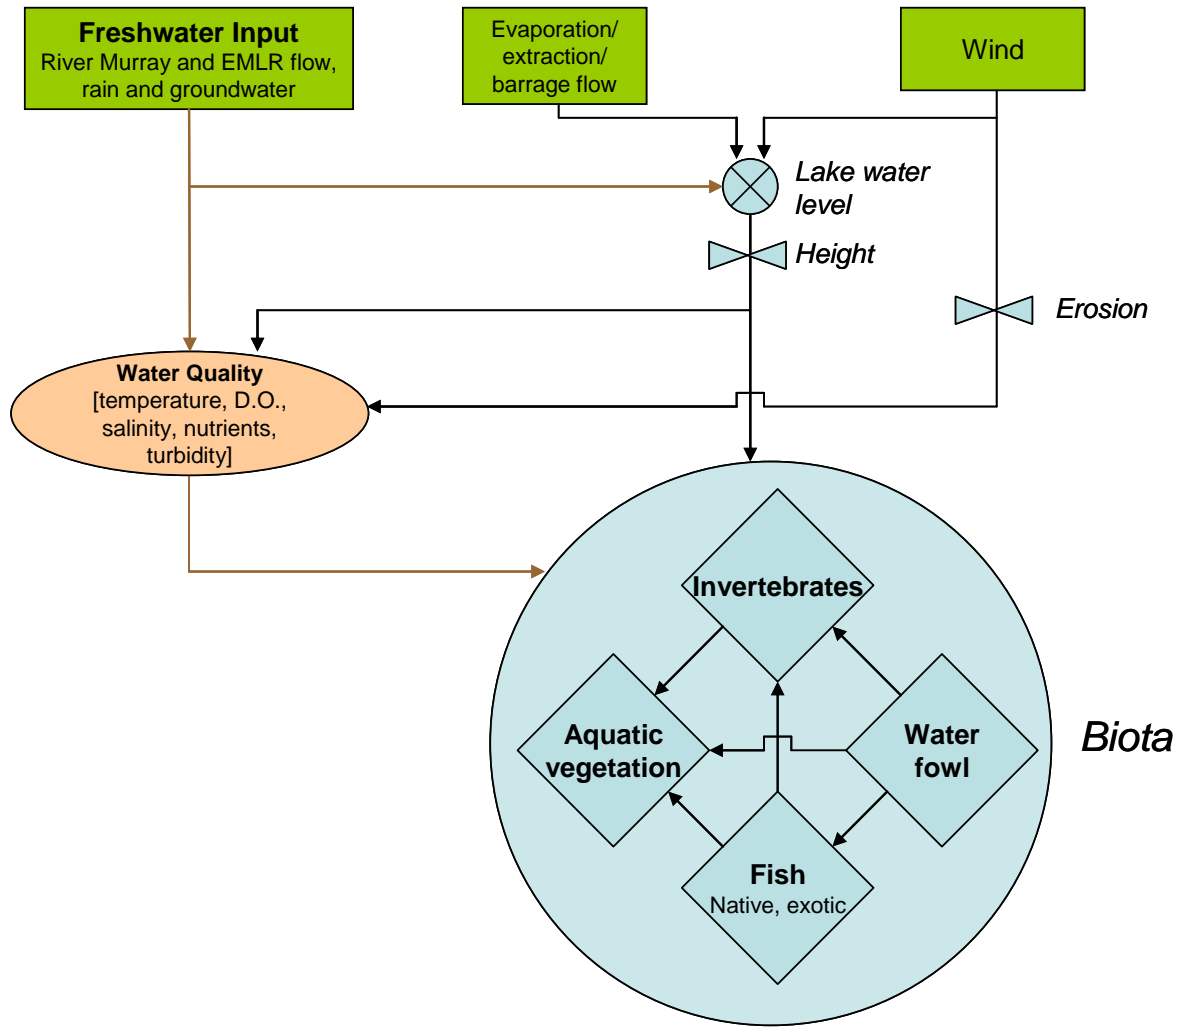 Freshwater Input
River Murray and EMLR flow,
rain and groundwater
Evaporation/
extraction/
barrage flow
Wind
Lake water
level
Height
Erosion
Water Quality
[temperature, D.O.,
salinity, nutrients,
turbidity]
Invertebrates
Aquatic
vegetation
Water
fowl
Biota
Fish
Native, exotic